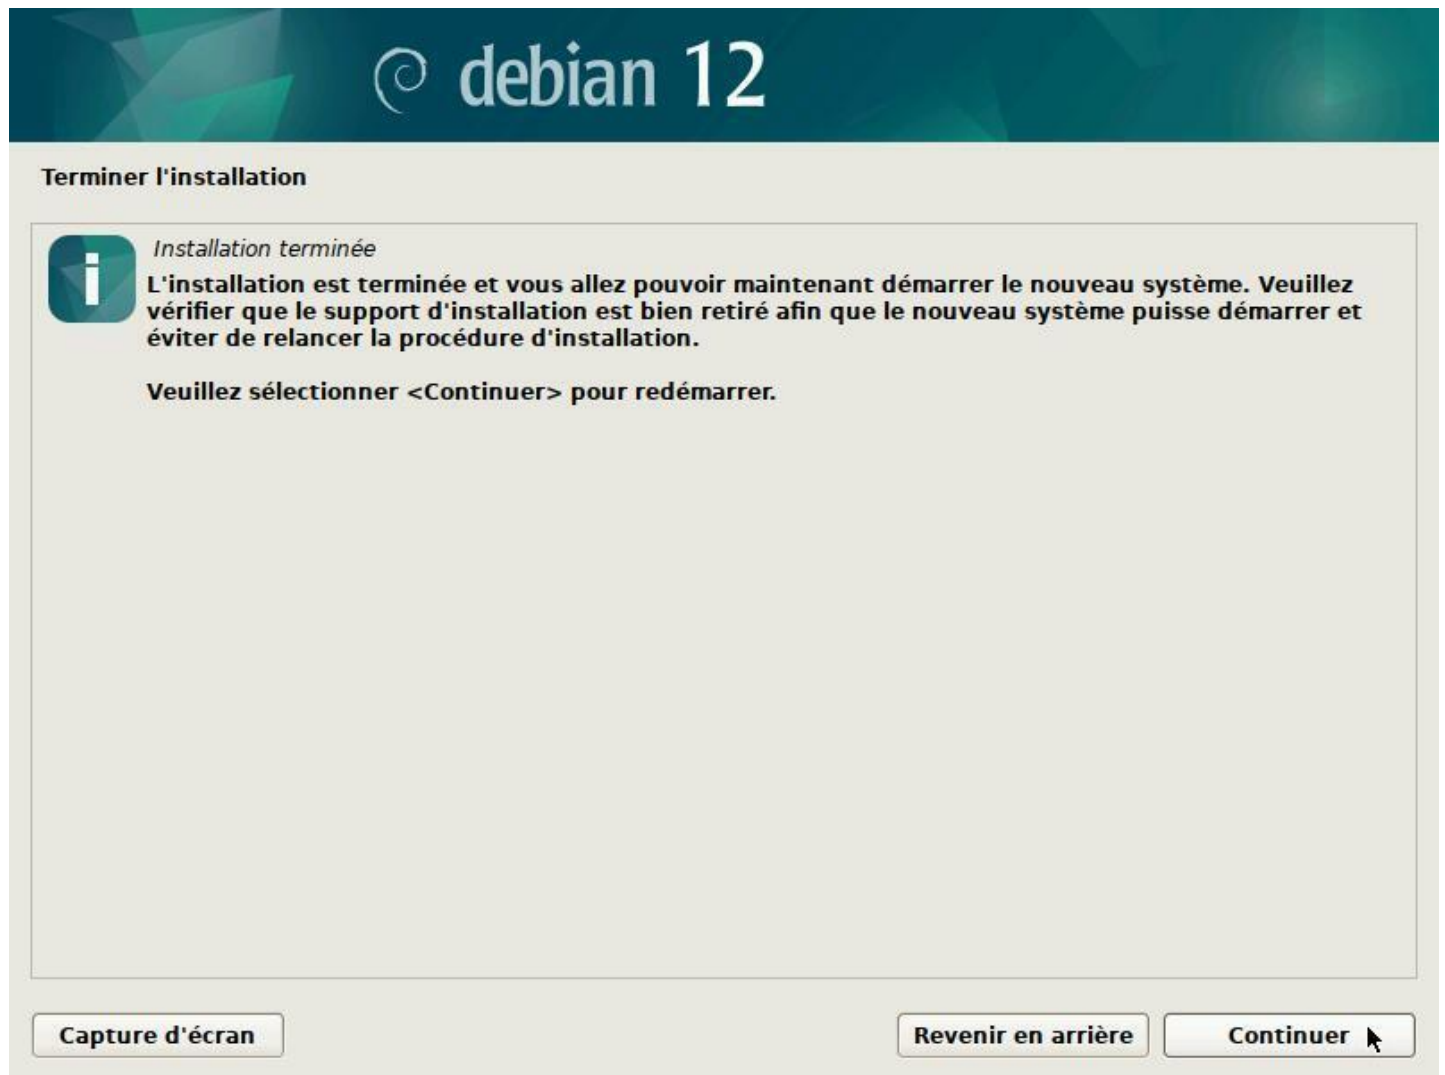 debian 12
Terminer l'installation
Installation terminée
L'installation est terminée et vous allez pouvoir maintenant démarrer le nouveau système. Veuillez
vérifier que le support d'installation est bien retiré afin que le nouveau système puisse démarrer et
éviter de relancer la procédure d'installation.
Veuillez sélectionner <Continuer> pour redémarrer.
Capture d'écran
Revenir en arrière
Continuer